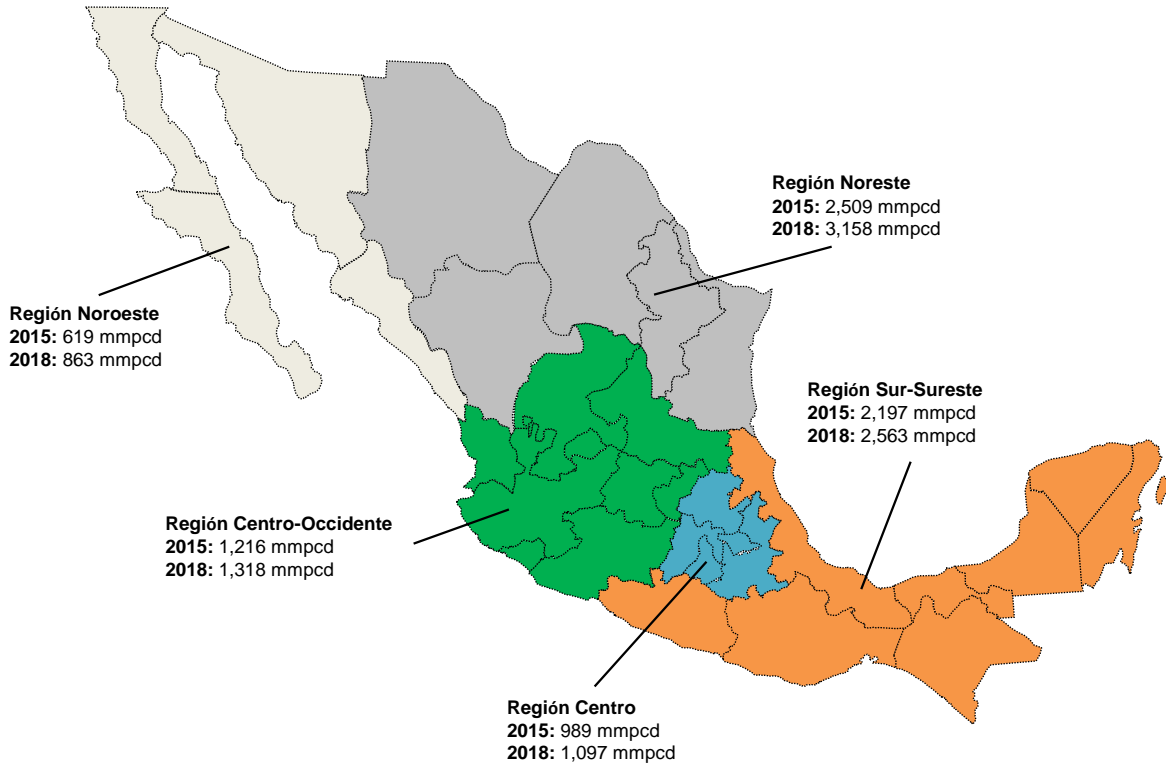 Región Noreste
2015: 2,509 mmpcd
2018: 3,158 mmpcd
Región Noroeste
2015: 619 mmpcd
2018: 863 mmpcd
Región Sur-Sureste
2015: 2,197 mmpcd
2018: 2,563 mmpcd
Región Centro-Occidente
2015: 1,216 mmpcd
2018: 1,318 mmpcd
Región Centro
2015: 989 mmpcd
2018: 1,097 mmpcd